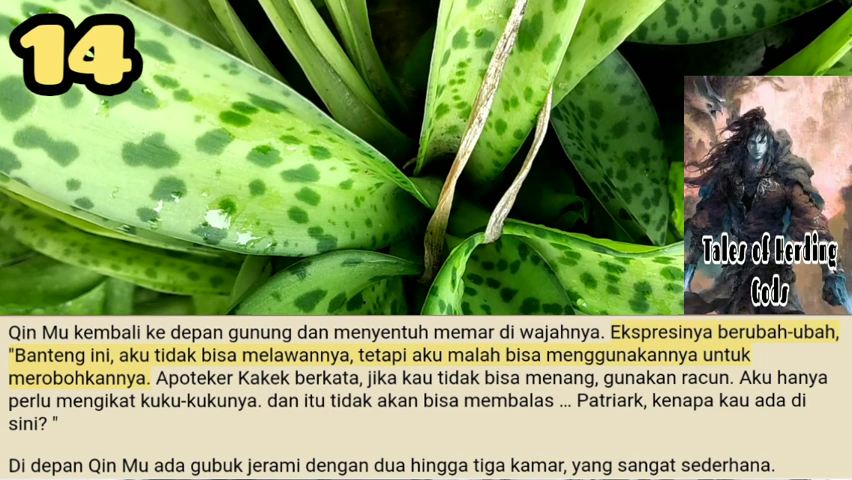 14
Tales of Herding
Gods
Qin Mu kembali ke depan gunung dan menyentuh memar di wajahnya. Ekspresinya berubah-ubah,
"Banteng ini, aku tidak bisa melawannya, tetapi aku malah bisa menggunakannya untuk
merobohkannya. Apoteker Kakek berkata, jika kau tidak bisa menang, gunakan racun. Aku hanya
perlu mengikat kuku-kukunya. dan itu tidak akan bisa membalas ... Patriark, kenapa kau ada di
sini? "
Di depan Qin Mu ada gubuk jerami dengan dua hingga tiga kamar, yang sangat sederhana.